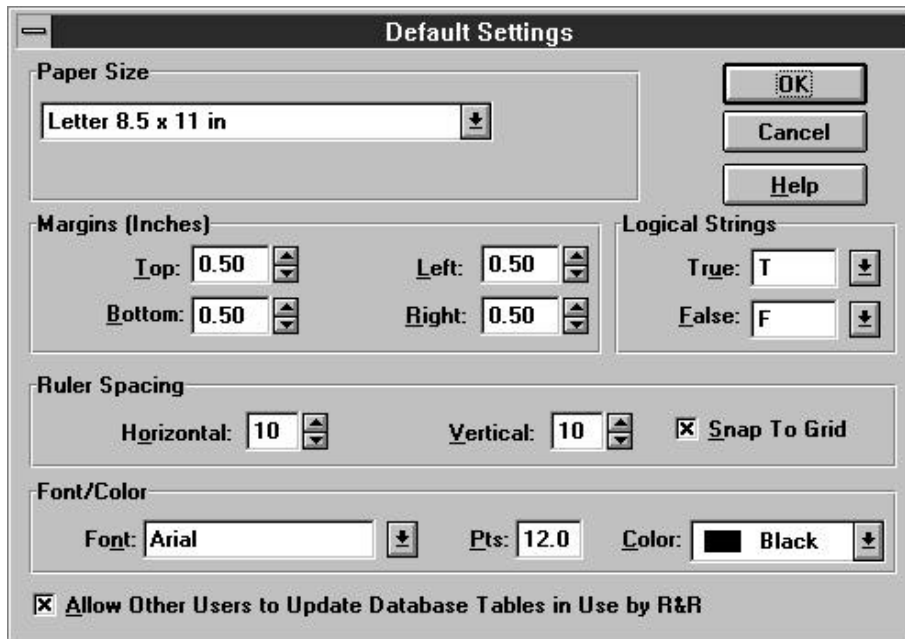 Default Settings
Paper Size
Letter 8.5 x 11 in
OK
Cancel
Help
Margins (Inches)
Top: 0.50 Left: 0.50
Bottom: 0.50 Right: 0.50
Logical Strings
True: T
False: F
Ruler Spacing
Horizontal: 10 Vertical: 10 Snap To Grid
Font/Color
Font: Arial Pts: 12.0 Color: Black
Allow Other Users to Update Database Tables in Use by R&R